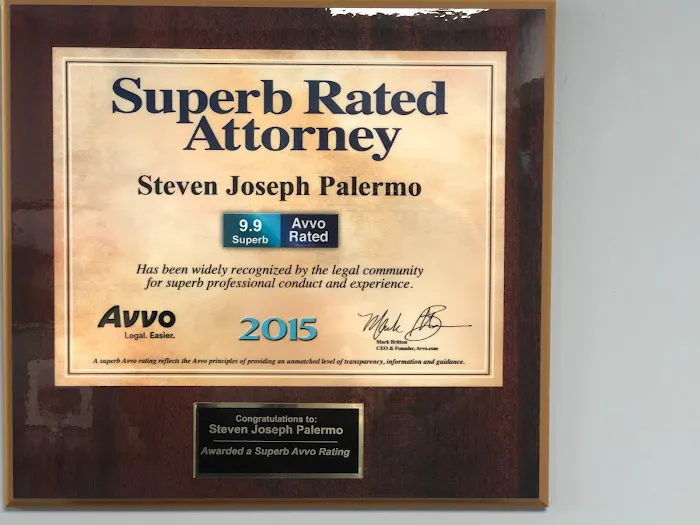 Superb Rated
Attorney
Steven Joseph Palermo
9.9
Superb
Avvo
Rated
Has been widely recognized by the legal community
for superb professional conduct and experience.
Avvo
Legal. Easier.
2015
Mark Britton
CEO & Founder, Avvo.com
A superb Avvo rating reflects the Avvo principles of providing an unmatched level of transparency, information and guidance.
Congratulations to:
Steven Joseph Palermo
Awarded a Superb Avvo Rating